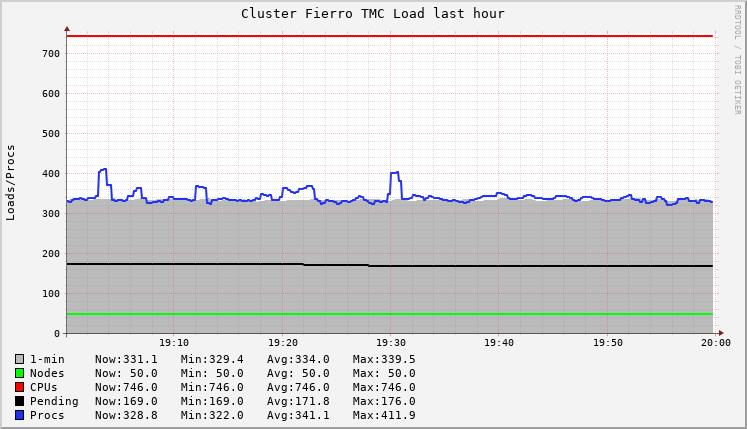 Cluster Fierro TMC Load last hour
RRDTOOL / TOBI OETIKER
Loads/Procs
700
600
500
400
300
200
100
0
19:10 19:20 19:30 19:40 19:50 20:00
1-min Now:331.1 Min:329.4 Avg:334.0 Max:339.5
Nodes Now: 50.0 Min: 50.0 Avg: 50.0 Max: 50.0
CPUs Now:746.0 Min:746.0 Avg:746.0 Max:746.0
Pending Now:169.0 Min:169.0 Avg:171.8 Max:176.0
Procs Now:328.8 Min:322.0 Avg:341.1 Max:411.9